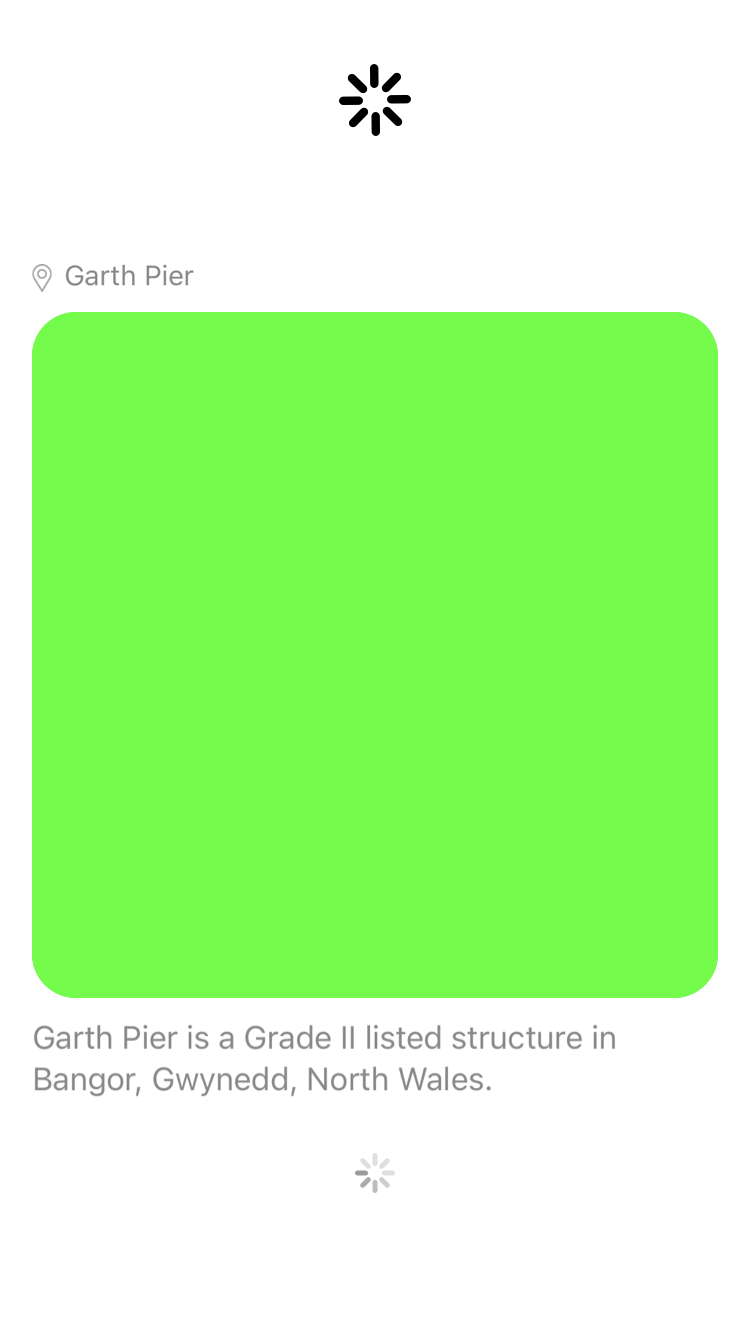 Garth Pier
Garth Pier is a Grade II listed structure in
Bangor, Gwynedd, North Wales.